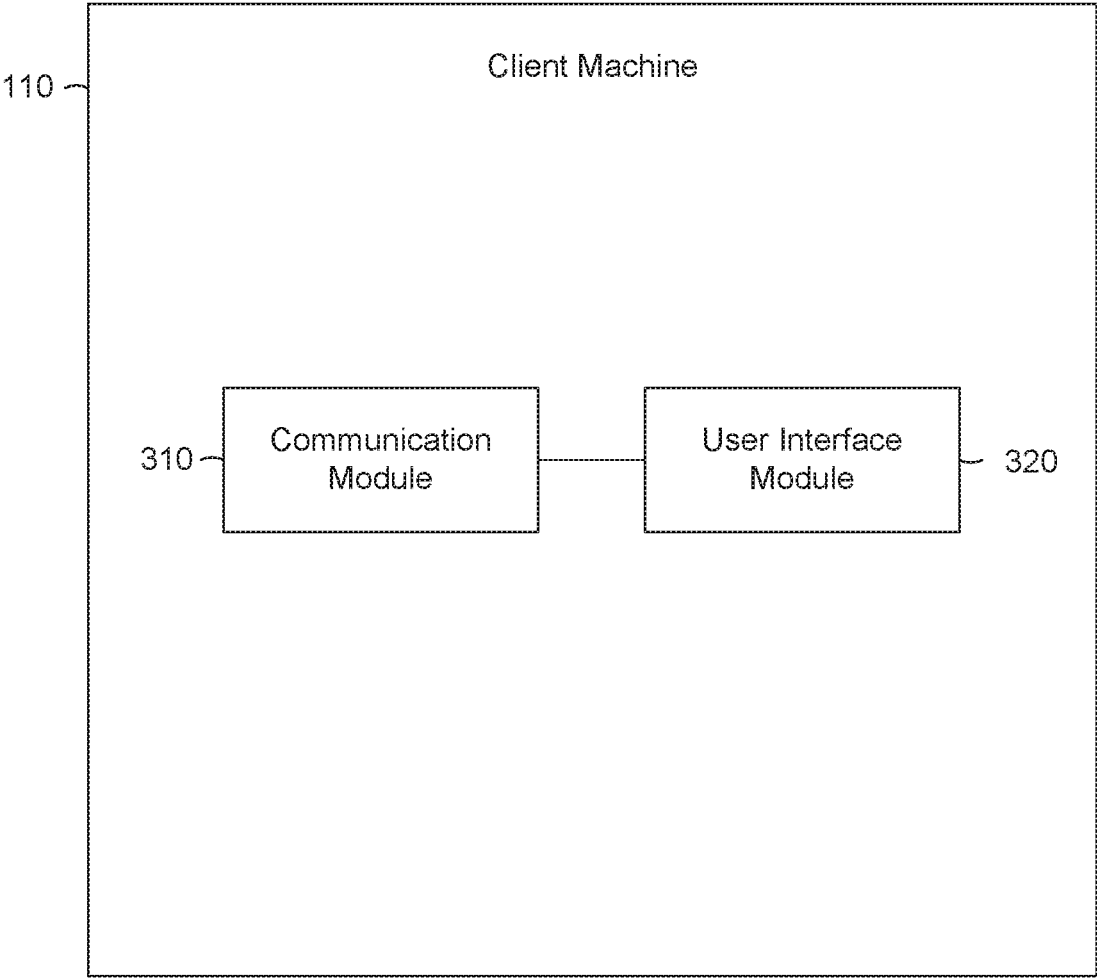 Client Machine
110
Communication
Module
310
User Interface
Module
320